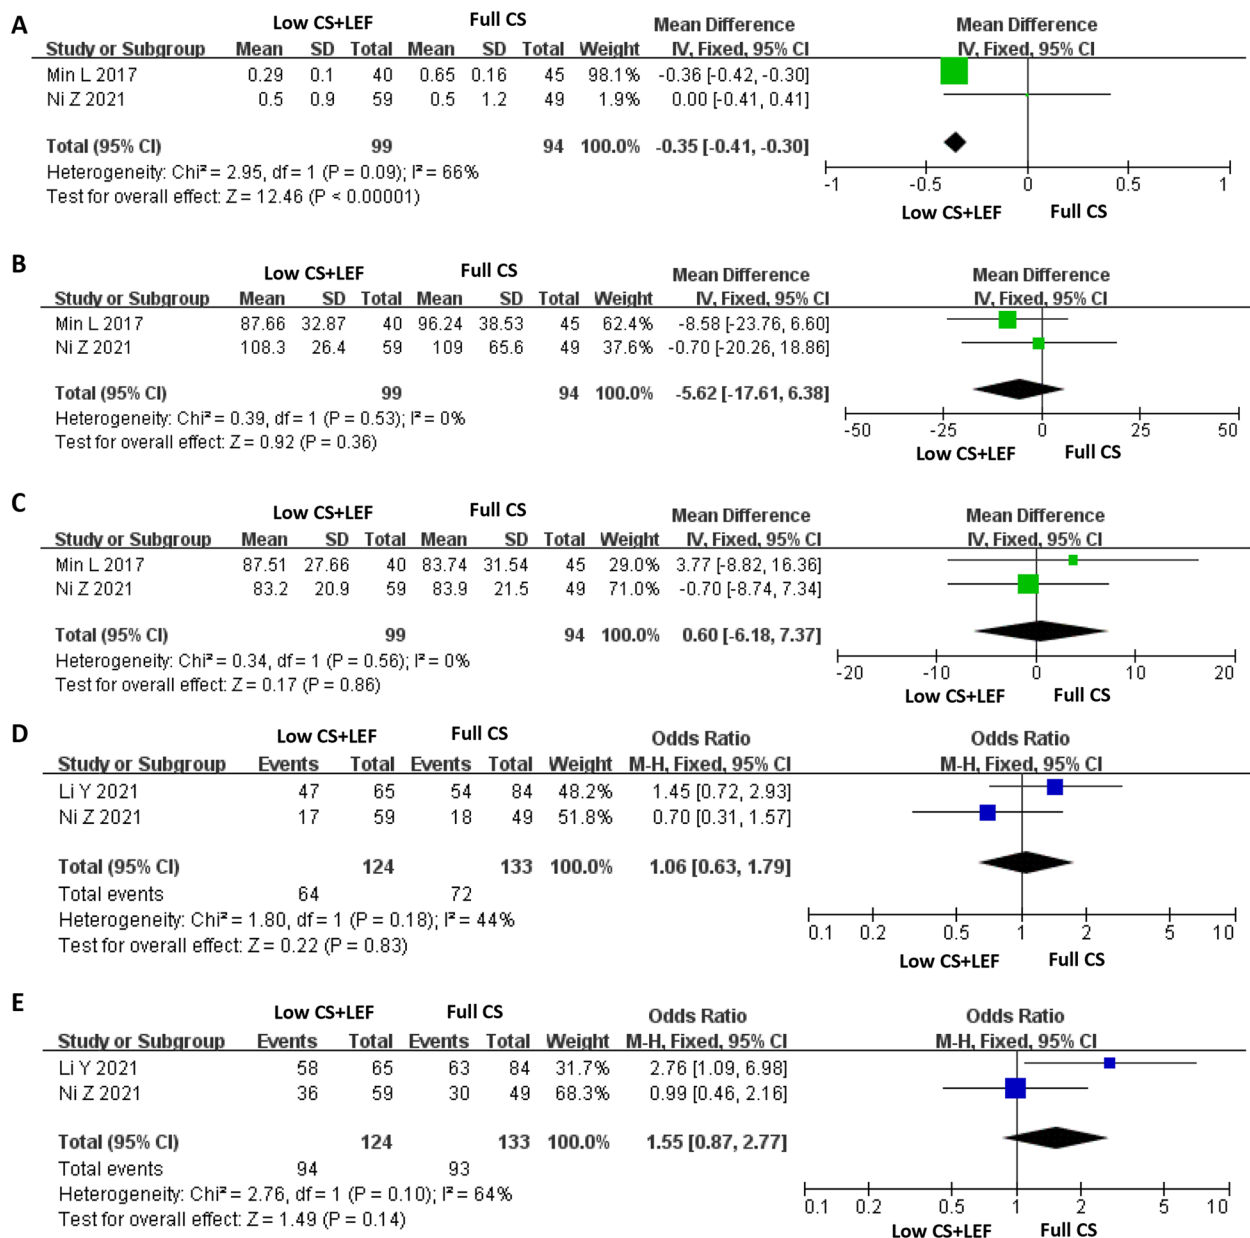 A
Low CS+LEF Full CS Mean Difference Mean Difference
Study or Subgroup Mean SD Total Mean SD Total Weight IV, Fixed, 95% CI IV, Fixed, 95% CI
Min L 2017 0.29 0.1 40 0.65 0.16 45 98.1% -0.36 [-0.42, -0.30]
Ni Z 2021 0.5 0.9 59 0.5 1.2 49 1.9% 0.00 [-0.41, 0.41]
Total (95% CI) 99 94 100.0% -0.35 [-0.41, -0.30]
Heterogeneity: Chi² = 2.95, df = 1 (P = 0.09); I² = 66%
Test for overall effect: Z = 12.46 (P < 0.00001)
-1 -0.5 0 0.5 1
Low CS+LEF Full CS
B
Low CS+LEF Full CS Mean Difference Mean Difference
Study or Subgroup Mean SD Total Mean SD Total Weight IV, Fixed, 95% CI IV, Fixed, 95% CI
Min L 2017 87.66 32.87 40 96.24 38.53 45 62.4% -8.58 [-23.76, 6.60]
Ni Z 2021 108.3 26.4 59 109 65.6 49 37.6% -0.70 [-20.26, 18.86]
Total (95% CI) 99 94 100.0% -5.62 [-17.61, 6.38]
Heterogeneity: Chi² = 0.39, df = 1 (P = 0.53); I² = 0%
Test for overall effect: Z = 0.92 (P = 0.36)
-50 -25 0 25 50
Low CS+LEF Full CS
C
Low CS+LEF Full CS Mean Difference Mean Difference
Study or Subgroup Mean SD Total Mean SD Total Weight IV, Fixed, 95% CI IV, Fixed, 95% CI
Min L 2017 87.51 27.66 40 83.74 31.54 45 29.0% 3.77 [-8.82, 16.36]
Ni Z 2021 83.2 20.9 59 83.9 21.5 49 71.0% -0.70 [-8.74, 7.34]
Total (95% CI) 99 94 100.0% 0.60 [-6.18, 7.37]
Heterogeneity: Chi² = 0.34, df = 1 (P = 0.56); I² = 0%
Test for overall effect: Z = 0.17 (P = 0.86)
-20 -10 0 10 20
Low CS+LEF Full CS
D
Low CS+LEF Full CS Odds Ratio Odds Ratio
Study or Subgroup Events Total Events Total Weight M-H, Fixed, 95% CI M-H, Fixed, 95% CI
Li Y 2021 47 65 54 84 48.2% 1.45 [0.72, 2.93]
Ni Z 2021 17 59 18 49 51.8% 0.70 [0.31, 1.57]
Total (95% CI) 124 133 100.0% 1.06 [0.63, 1.79]
Total events 64 72
Heterogeneity: Chi² = 1.80, df = 1 (P = 0.18); I² = 44%
Test for overall effect: Z = 0.22 (P = 0.83)
0.1 0.2 0.5 1 2 5 10
Low CS+LEF Full CS
E
Low CS+LEF Full CS Odds Ratio Odds Ratio
Study or Subgroup Events Total Events Total Weight M-H, Fixed, 95% CI M-H, Fixed, 95% CI
Li Y 2021 58 65 63 84 31.7% 2.76 [1.09, 6.98]
Ni Z 2021 36 59 30 49 68.3% 0.99 [0.46, 2.16]
Total (95% CI) 124 133 100.0% 1.55 [0.87, 2.77]
Total events 94 93
Heterogeneity: Chi² = 2.76, df = 1 (P = 0.10); I² = 64%
Test for overall effect: Z = 1.49 (P = 0.14)
0.1 0.2 0.5 1 2 5 10
Low CS+LEF Full CS